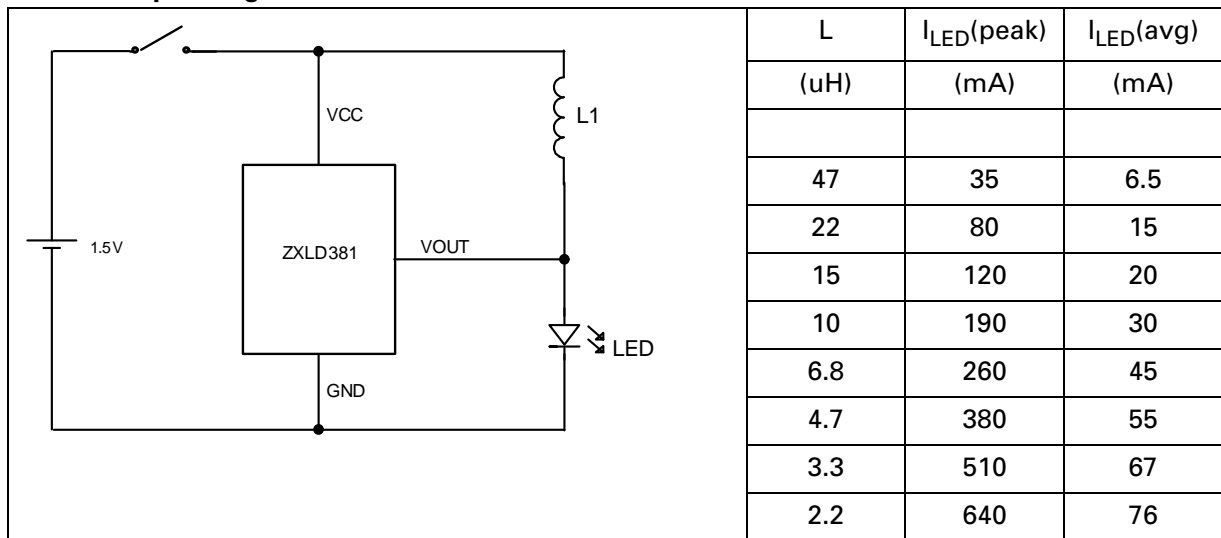 VCC
L1
1.5V
ZXLD381
VOUT
LED
GND
L I_LED(peak) I_LED(avg)
(uH) (mA) (mA)
47 35 6.5
22 80 15
15 120 20
10 190 30
6.8 260 45
4.7 380 55
3.3 510 67
2.2 640 76